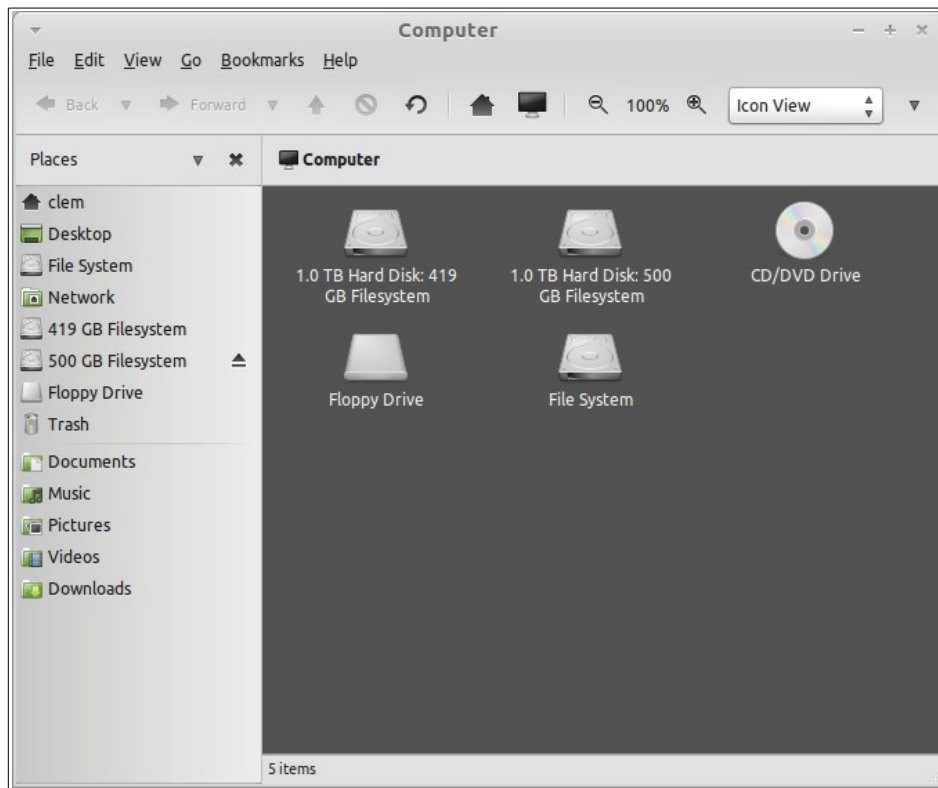 Computer
File Edit View Go Bookmarks Help
Back Forward 100% Icon View
Places
Computer
clem
Desktop
File System
Network
419 GB Filesystem
500 GB Filesystem
Floppy Drive
Trash
Documents
Music
Pictures
Videos
Downloads
1.0 TB Hard Disk: 419
GB Filesystem
1.0 TB Hard Disk: 500
GB Filesystem
CD/DVD Drive
Floppy Drive
File System
5 items